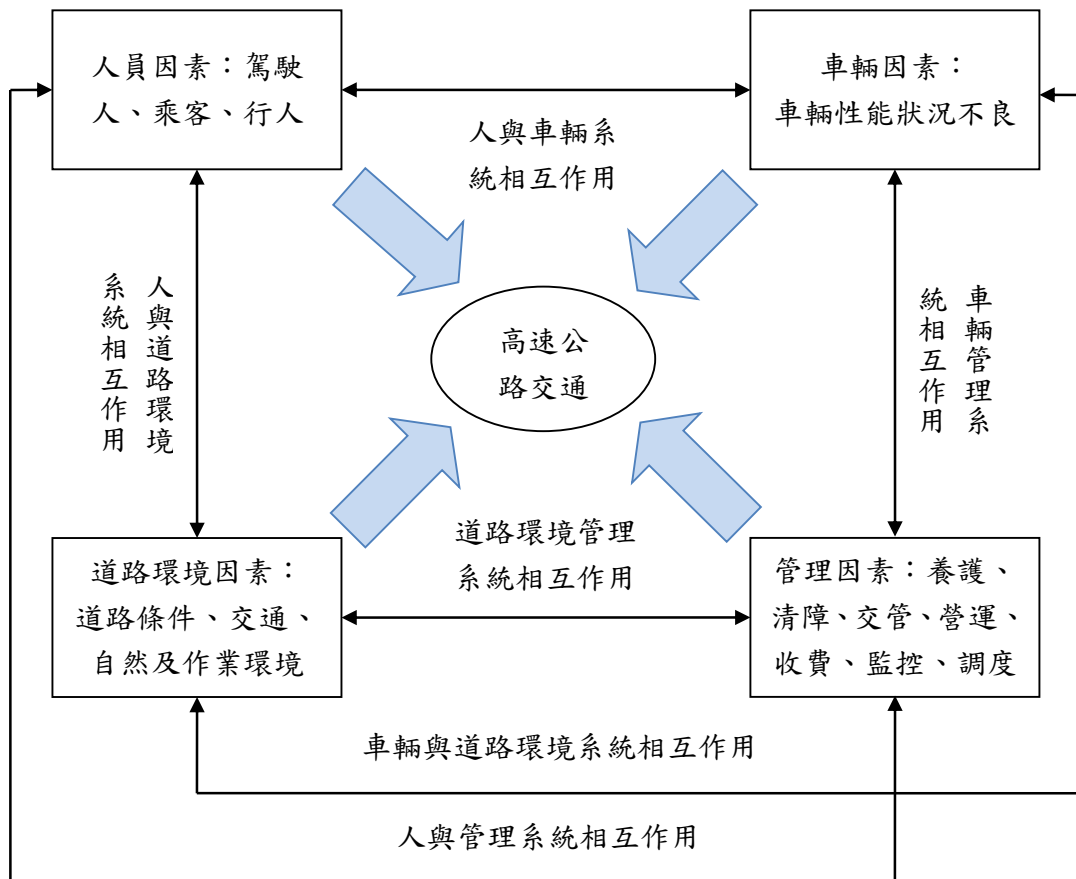 人員因素：駕駛
人、乘客、行人
車輛因素：
車輛性能狀況不良
人與車輛系
統相互作用
人與道路環境
系統相互作用
高速公
路交通
車輛管理系
統相互作用
道路環境管理
系統相互作用
道路環境因素：
道路條件、交通、
自然及作業環境
管理因素：養護、
清障、交管、營運、
收費、監控、調度
車輛與道路環境系統相互作用
人與管理系統相互作用